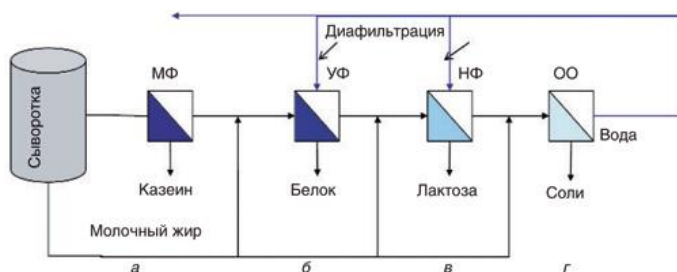 Диафильтрация
МФ УФ НФ ОО
Сыворотка
Вода
Казеин Белок Лактоза Соли
Молочный жир
а б в г